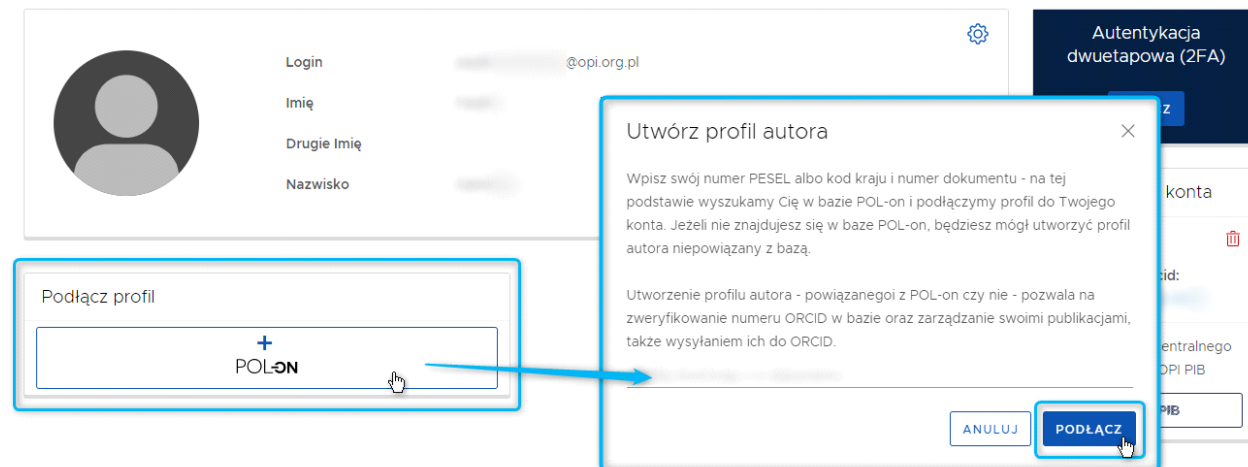 Login
@opi.org.pl
Imię
Drugie Imię
Nazwisko
Autentykacja
dwuetapowa (2FA)
Z
Utwórz profil autora
Wpisz swój numer PESEL albo kod kraju i numer dokumentu - na tej
podstawie wyszukamy Cię w bazie POL-on i podłączymy profil do Twojego
konta. Jeżeli nie znajdujesz się w baze POL-on, będziesz mógł utworzyć profil
autora niepowiązany z bazą.
Utworzenie profilu autora - powiązanegoi z POL-on czy nie - pozwala na
zweryfikowanie numeru ORCID w bazie oraz zarządzanie swoimi publikacjami,
także wysyłaniem ich do ORCID.
ANULUJ
PODŁĄCZ
konta
cid:
entralnego
OPI PIB
PIB
Podłącz profil
+
POL-ON